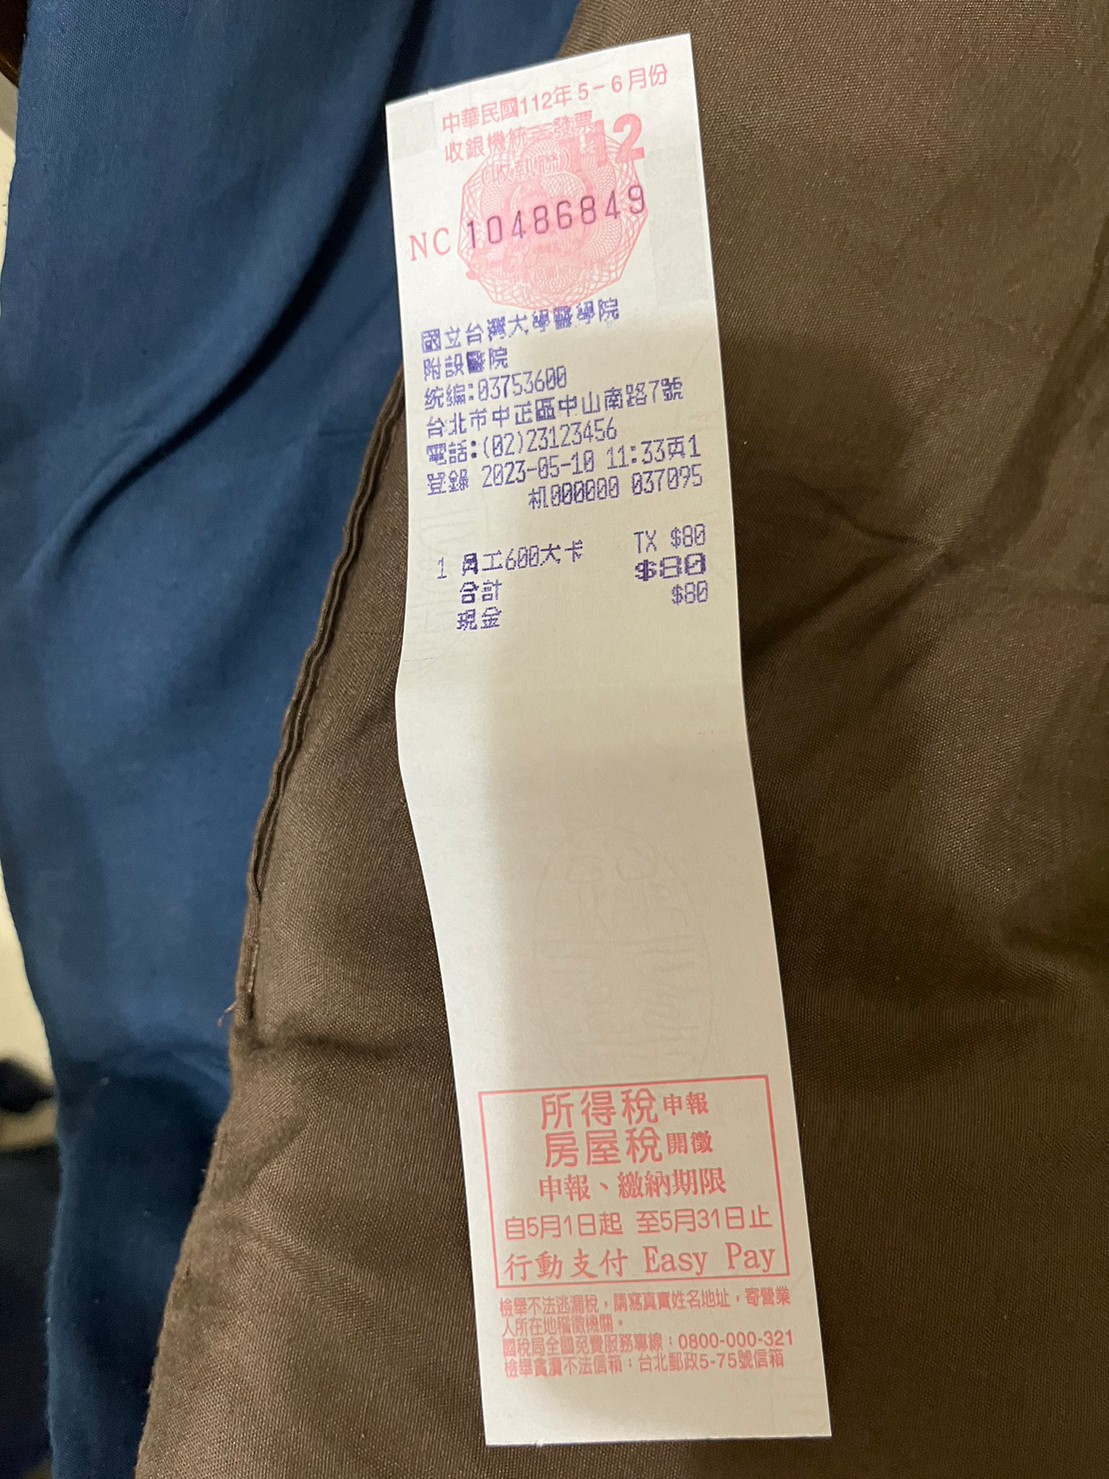 中華民國112年5-6月份
收銀機統一發票
(收執聯)
112
NC 10486849
國立台灣大學醫學院
附設醫院
統編:03753600
台北市中正區中山南路7號
電話:(02)23123456
登錄 2023-05-10 11:33頁1
机000000 037095
1 員工600大卡 TX $80
合計 $80
現金 $80
所得稅申報
房屋稅開徵
申報、繳納期限
自5月1日起 至5月31日止
行動支付 Easy Pay
檢舉不法逃漏稅,請寫真實姓名地址,寄營業
人所在地稽徵機關。
國稅局全國免費服務專線:0800-000-321
檢舉貪瀆不法信箱:台北郵政5-75號信箱